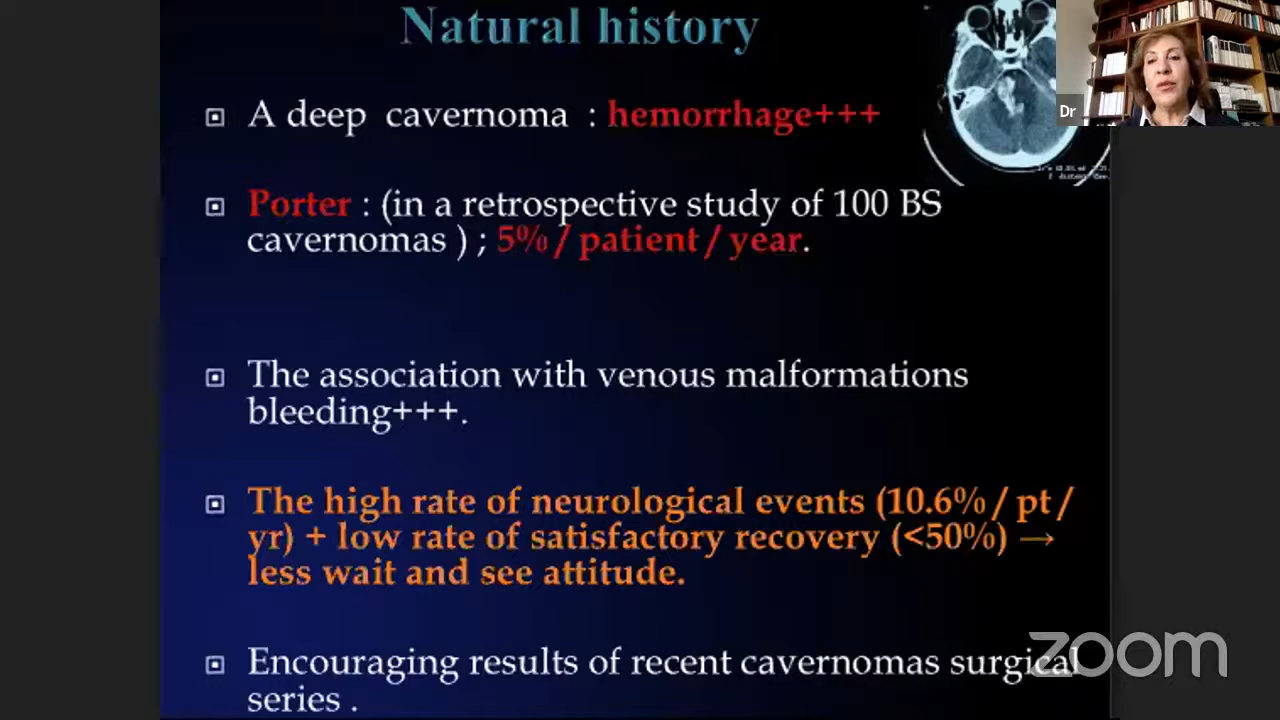 Natural history
A deep cavernoma : hemorrhage+++
Porter : (in a retrospective study of 100 BS
cavernomas ) ; 5% / patient / year.
The association with venous malformations
bleeding+++.
The high rate of neurological events (10.6% / pt /
yr) + low rate of satisfactory recovery (<50%) →
less wait and see attitude.
Encouraging results of recent cavernomas surgical
series .
Dr
zoom